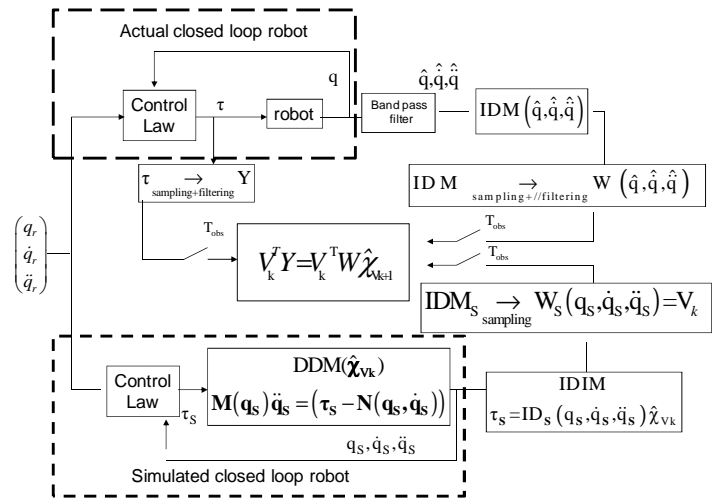 Actual closed loop robot
q
Control
Law
τ
robot
Band pass
filter
q̂,q̇̂,q̈̂
IDM(q̂,q̇̂,q̈̂)
τ → Y
sampling+filtering
IDM → W (q̂,q̇̂,q̈̂)
sampling+//filtering
T_obs
T_obs
T_obs
(q_r
q̇_r
q̈_r)
V_k^T Y=V_k^T W χ̂_Vk+1
IDM_S → W_S(q_S,q̇_S,q̈_S)=V_k
sampling
Control
Law
τ_S
DDM(χ̂_Vk)
M(q_S)q̈_S=(τ_S−N(q_S,q̇_S))
q_S,q̇_S,q̈_S
IDIM
τ_S=ID_S(q_S,q̇_S,q̈_S)χ̂_Vk
Simulated closed loop robot